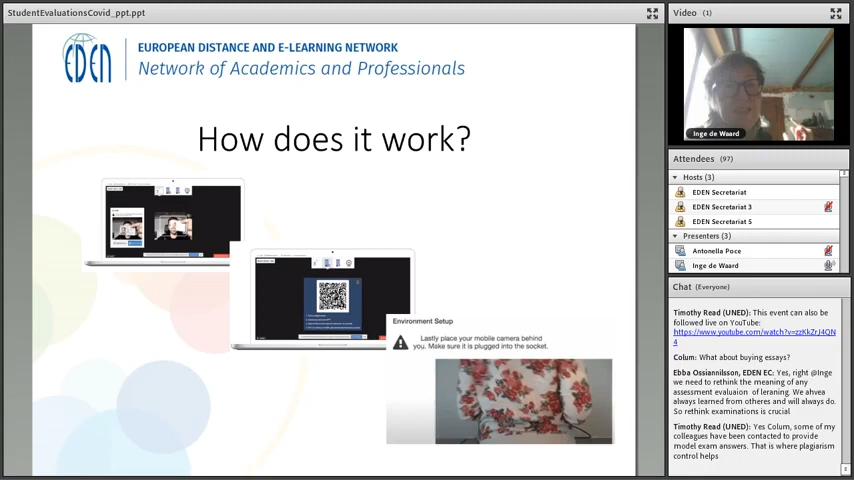 StudentEvaluationsCovid_ppt.ppt
EDEN
EUROPEAN DISTANCE AND E-LEARNING NETWORK
Network of Academics and Professionals
How does it work?
Environment Setup
Lastly place your mobile camera behind
you. Make sure it is plugged into the socket.
Video (1)
Inge de Waard
Attendees (97)
Hosts (3)
EDEN Secretariat
EDEN Secretariat 3
EDEN Secretariat 5
Presenters (3)
Antonella Poce
Inge de Waard
Chat (Everyone)
Timothy Read (UNED): This event can also be
followed live on YouTube:
https://www.youtube.com/watch?v=zzKkZrJ4QN
4
Colum: What about buying essays?
Ebba Ossiannilsson, EDEN EC: Yes, right @Inge
we need to rethink the meaning of any
assessment evaluaion of leraning. We ahvea
always learned from otheres and will always do.
So rethink examinations is crucial
Timothy Read (UNED): Yes Colum, some of my
colleagues have been contacted to provide
model exam answers. That is where plagiarism
control helps